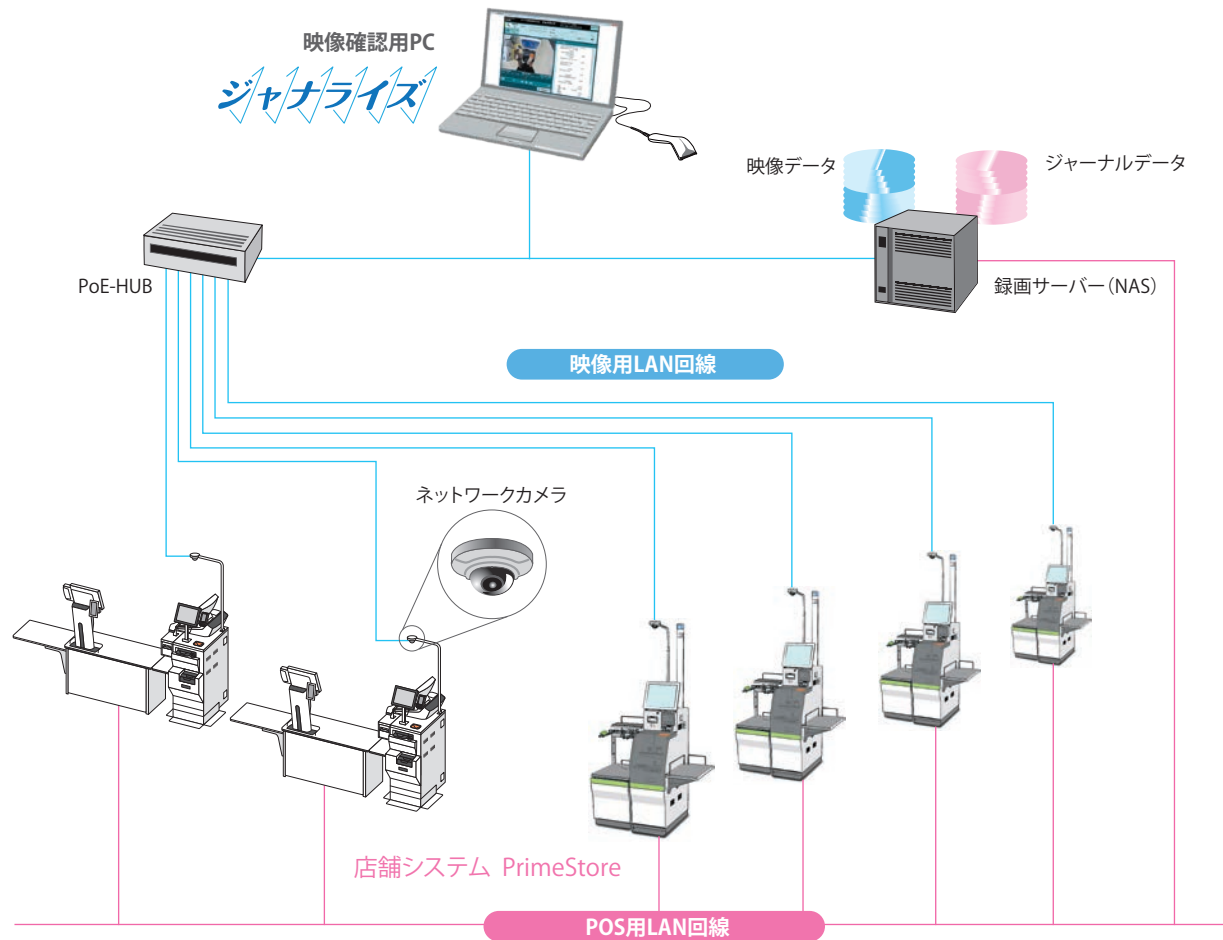 映像確認用PC
ジャナライズ
映像データ
ジャーナルデータ
PoE-HUB
録画サーバー(NAS)
映像用LAN回線
ネットワークカメラ
店舗システム PrimeStore
POS用LAN回線